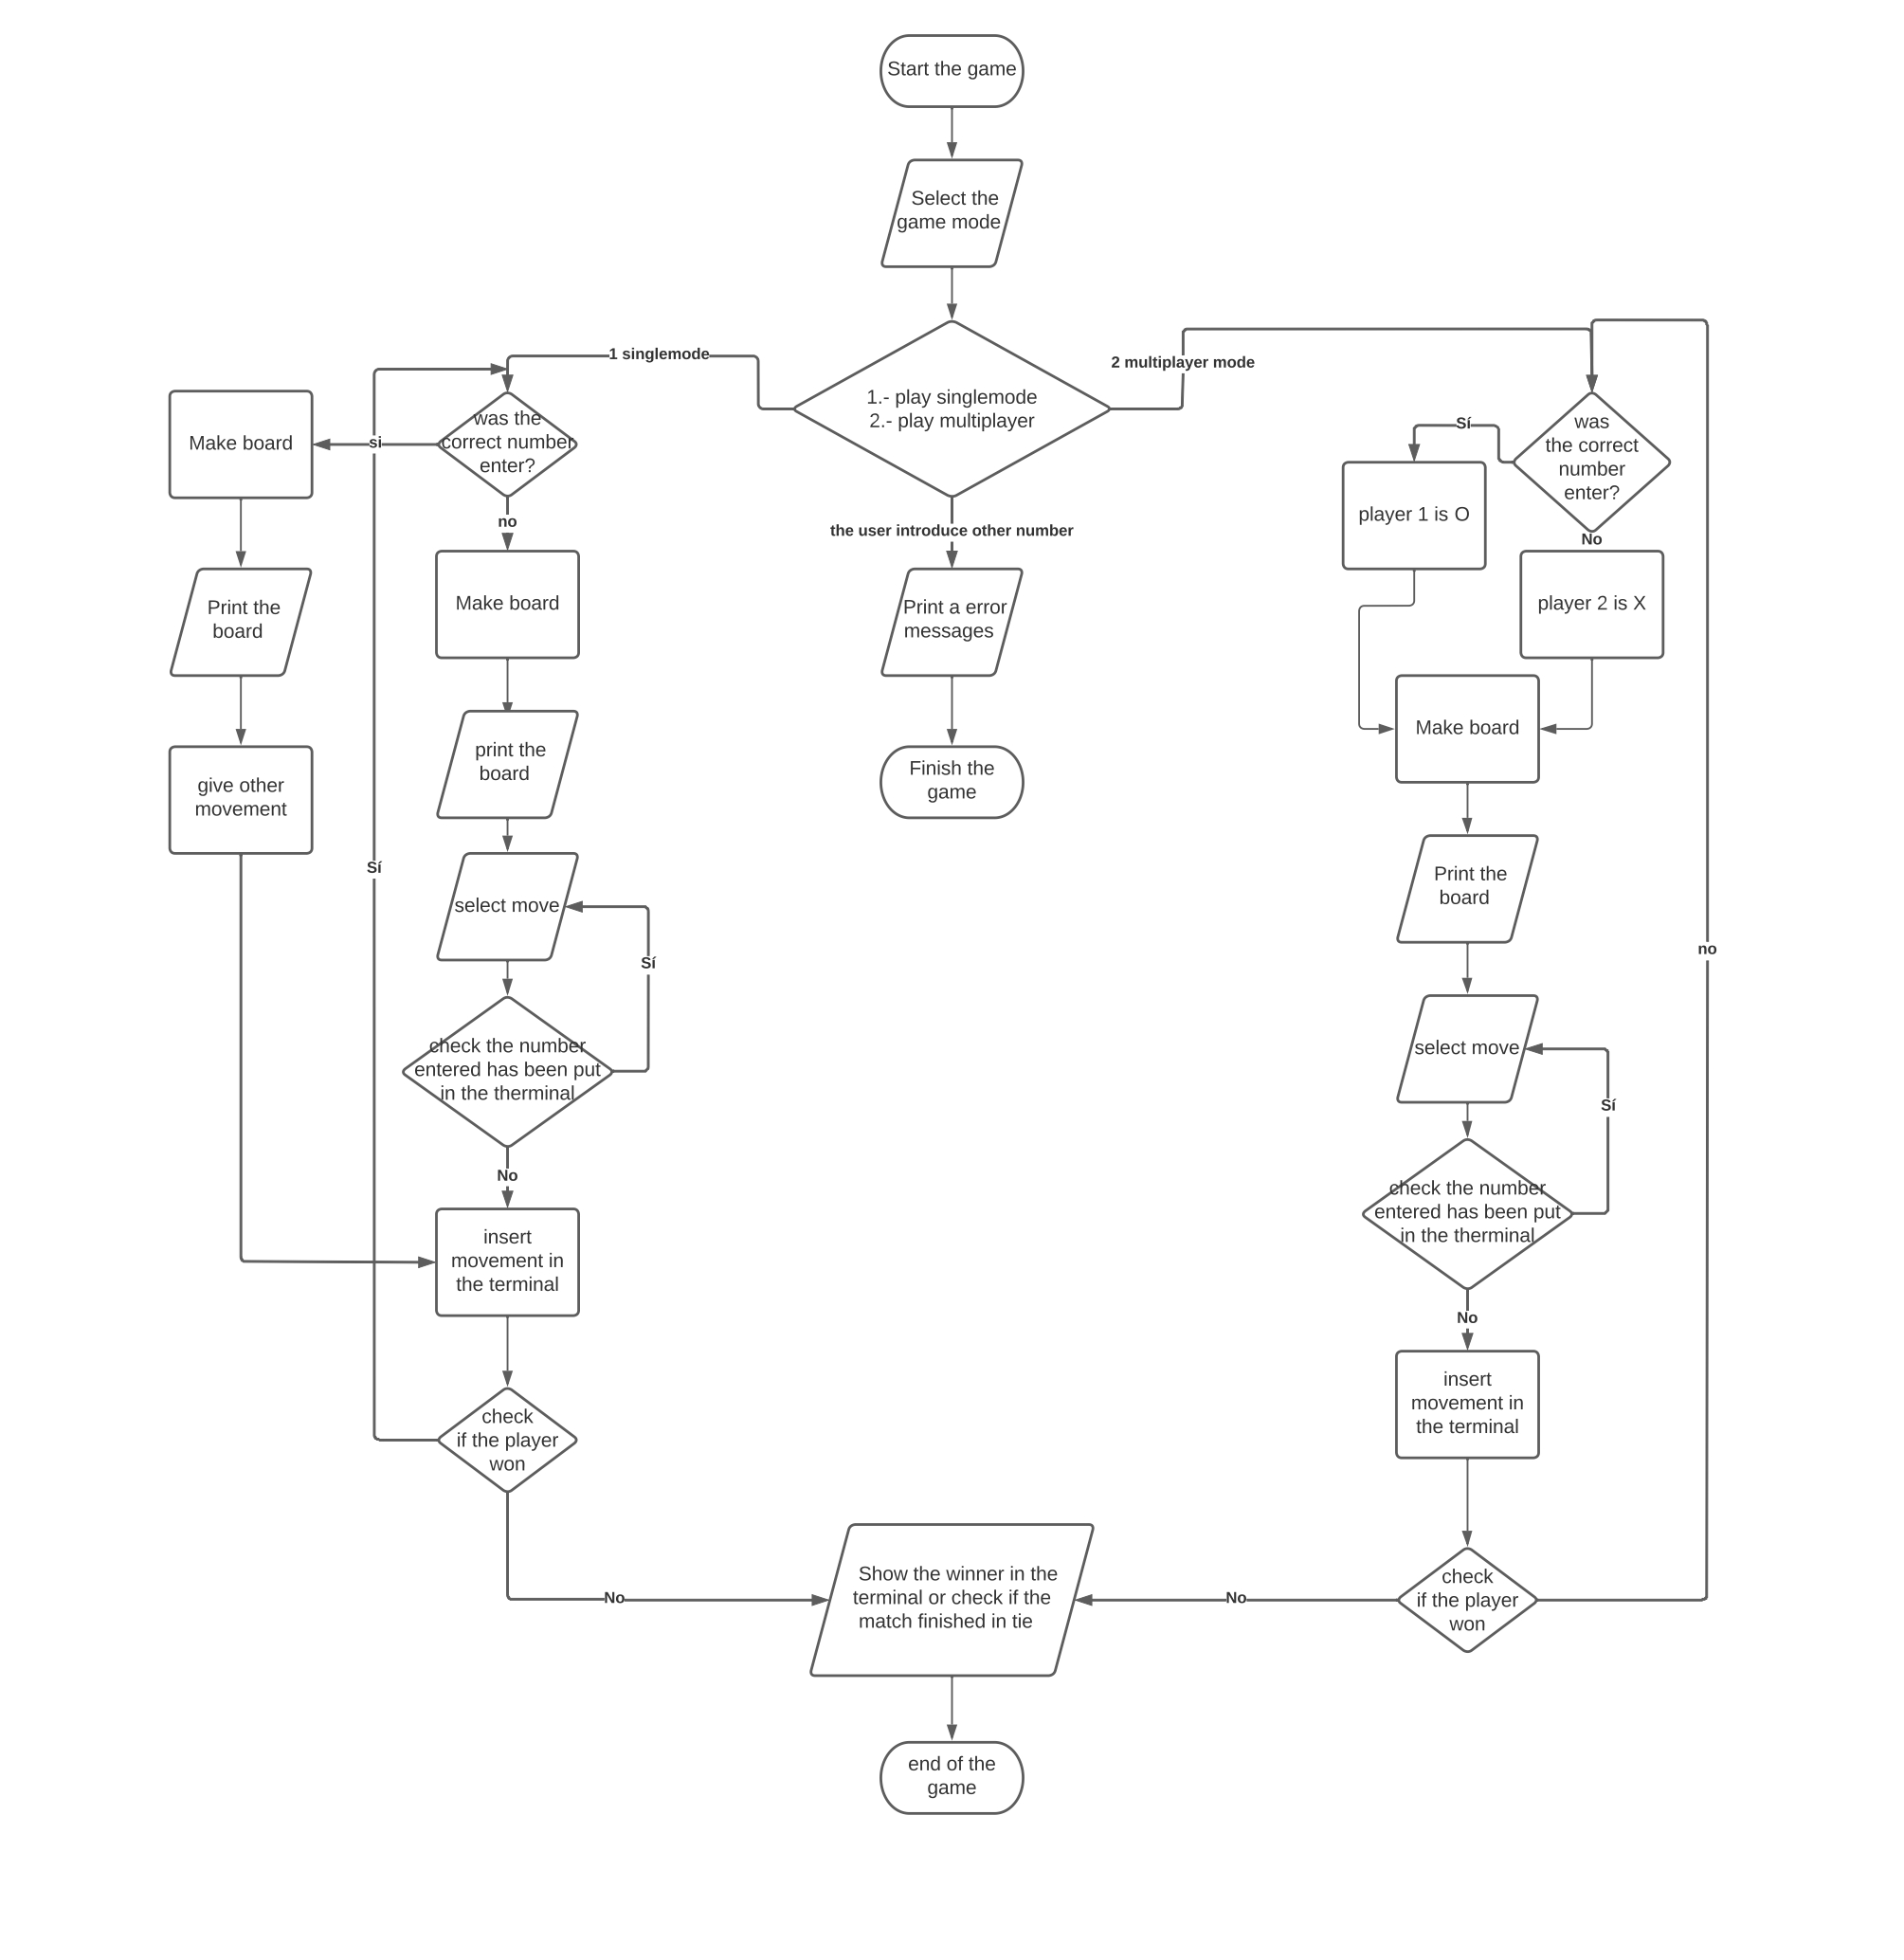 Start the game
Select the
game mode
1.- play singlemode
2.- play multiplayer
1 singlemode
2 multiplayer mode
the user introduce other number
Print a error
messages
Finish the
game
was the
correct number
enter?
si
no
Make board
Print the
board
give other
movement
Make board
print the
board
select move
Sí
check the number
entered has been put
in the therminal
No
insert
movement in
the terminal
check
if the player
won
Sí
No
was
the correct
number
enter?
Sí
No
player 1 is O
player 2 is X
Make board
Print the
board
select move
Sí
check the number
entered has been put
in the therminal
No
insert
movement in
the terminal
check
if the player
won
no
No
Show the winner in the
terminal or check if the
match finished in tie
end of the
game